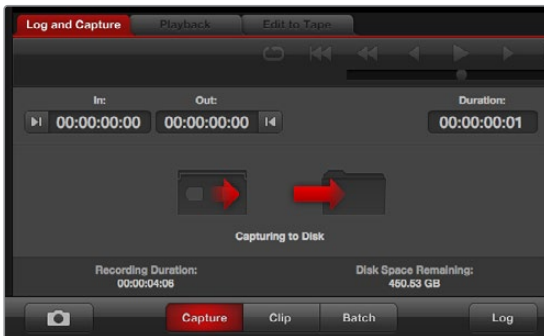 Log and Capture Playback Edit to Tape
In: Out: Duration:
00:00:00:00 00:00:00:00 00:00:00:01
Capturing to Disk
Recording Duration: Disk Space Remaining:
00:00:04:06 450.53 GB
Capture Clip Batch Log